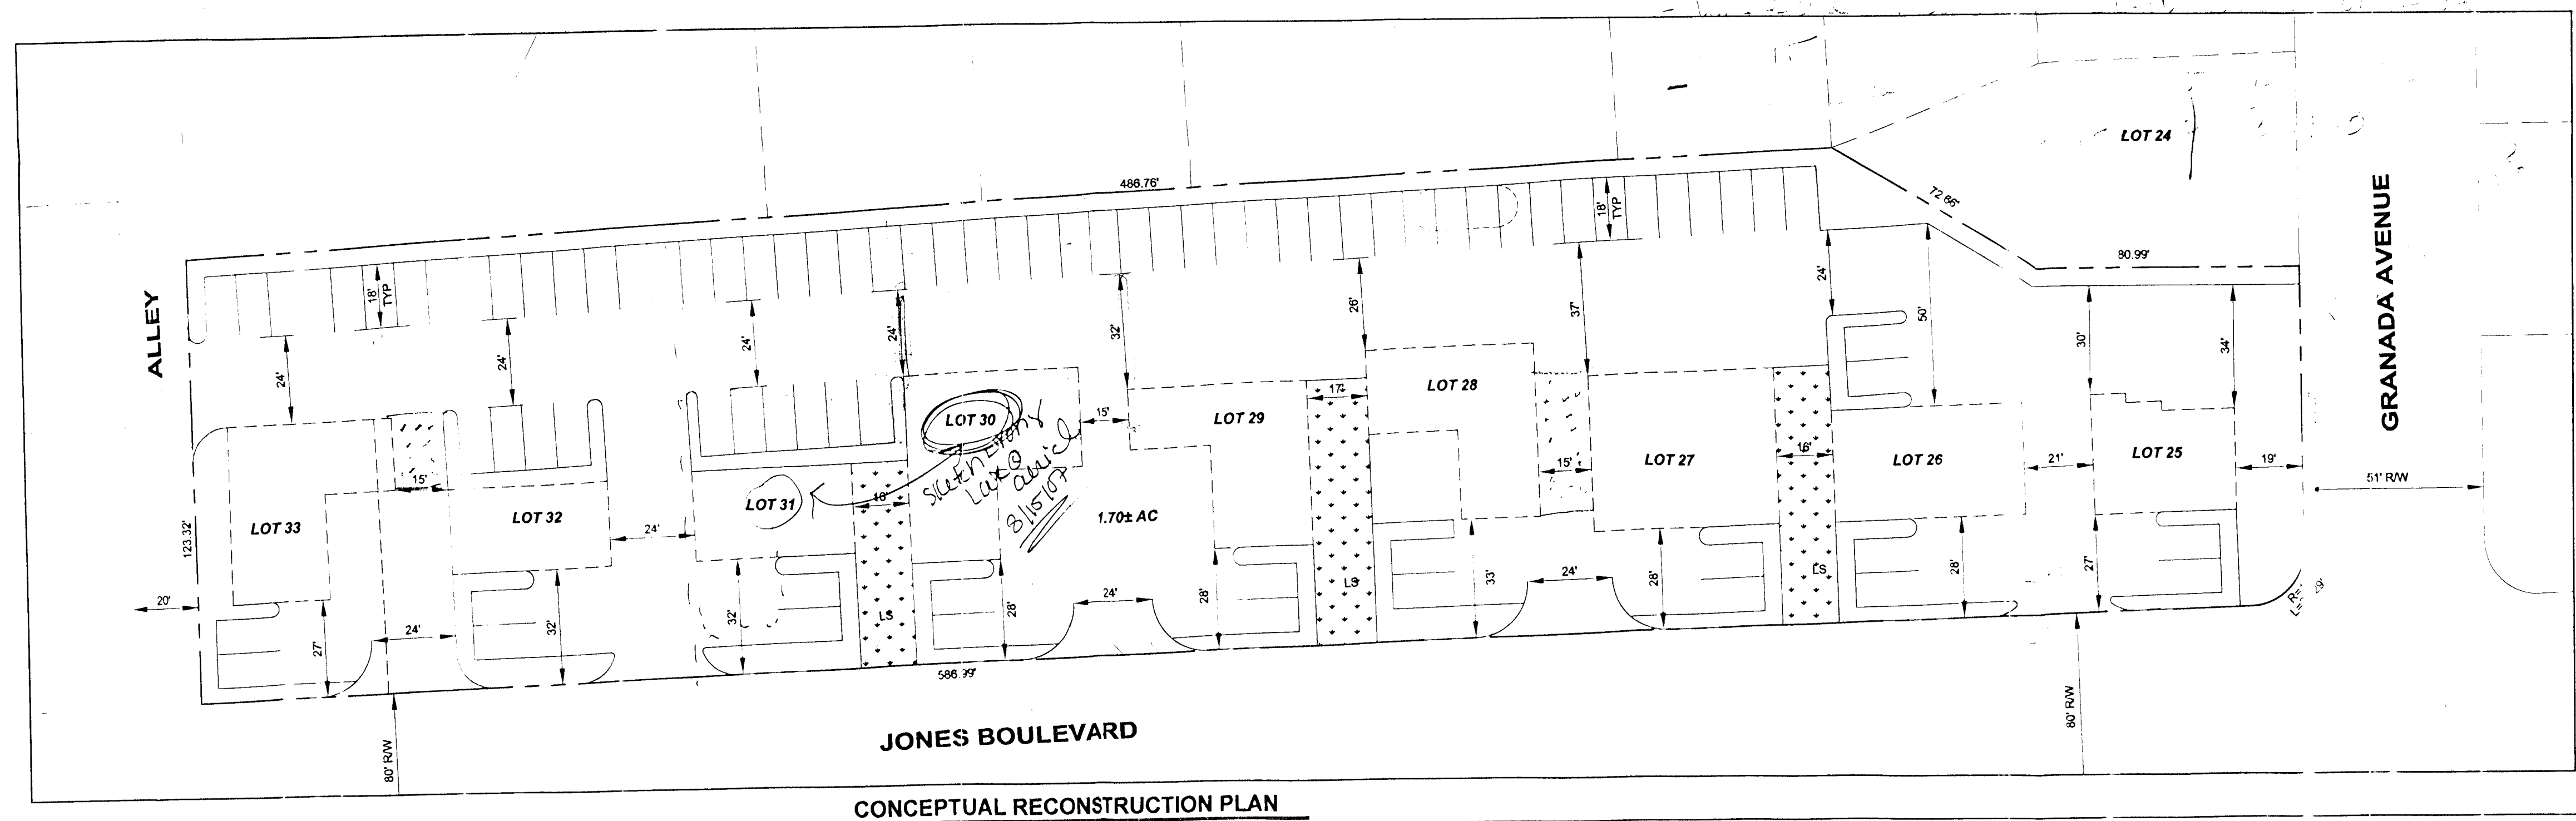 LOT 24
486.76'
72.66'
80.99'
GRANADA AVENUE
ALLEY
18'
TYP
18'
TYP
24'
24'
24'
24'
32'
26'
37'
24'
50'
30'
34'
LOT 30
15'
LOT 29
17'
LOT 28
15'
LOT 27
16'
LOT 26
21'
LOT 25
19'
51' R/W
15'
LOT 33
LOT 32
24'
LOT 31
8/15/07
1.70± AC
123.32'
20'
27'
24'
32'
32'
LS
28'
24'
28'
LS
33'
24'
28'
LS
28'
27'
586.99'
80' R/W
80' R/W
JONES BOULEVARD
CONCEPTUAL RECONSTRUCTION PLAN